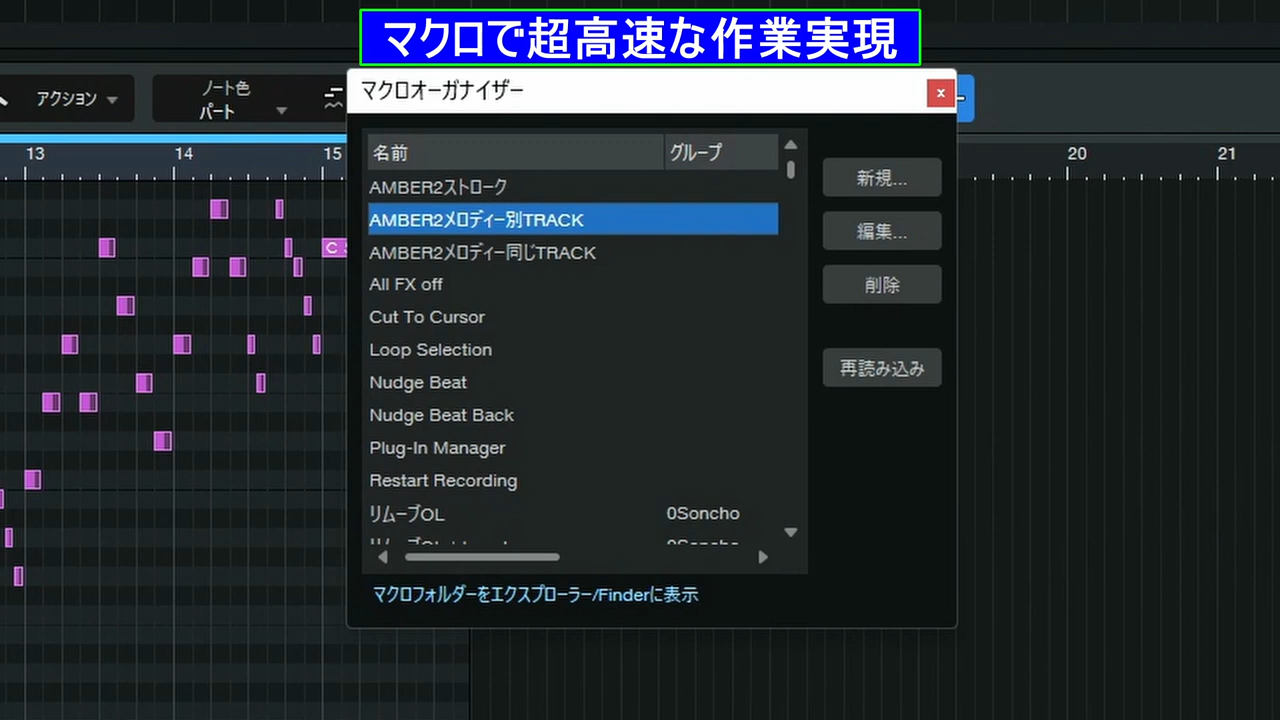 マクロで超高速な作業実現
マクロオーガナイザー
x
アクション
ノート色
パート
名前
グループ
13
14
15
20
21
AMBER2ストローク
AMBER2メロディー別TRACK
AMBER2メロディー同じTRACK
All FX off
Cut To Cursor
Loop Selection
Nudge Beat
Nudge Beat Back
Plug-In Manager
Restart Recording
リムーブOL
0Soncho
新規...
編集...
削除
再読み込み
C
マクロフォルダーをエクスプローラー/Finderに表示